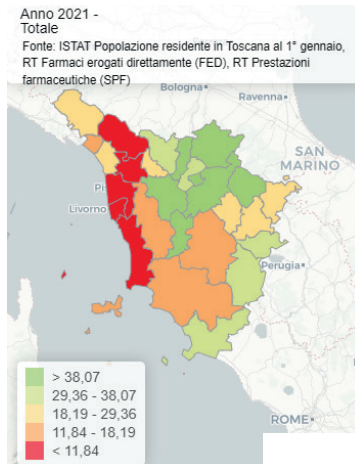 Anno 2021 -
Totale
Fonte: ISTAT Popolazione residente in Toscana al 1° gennaio,
RT Farmaci erogati direttamente (FED), RT Prestazioni
farmaceutiche (SPF)
Bologna
Ravenna
SAN
MARINO
Pi
Livorno
Perugia
> 38,07
29,36 - 38,07
18,19 - 29,36
11,84 - 18,19
< 11,84
ROME